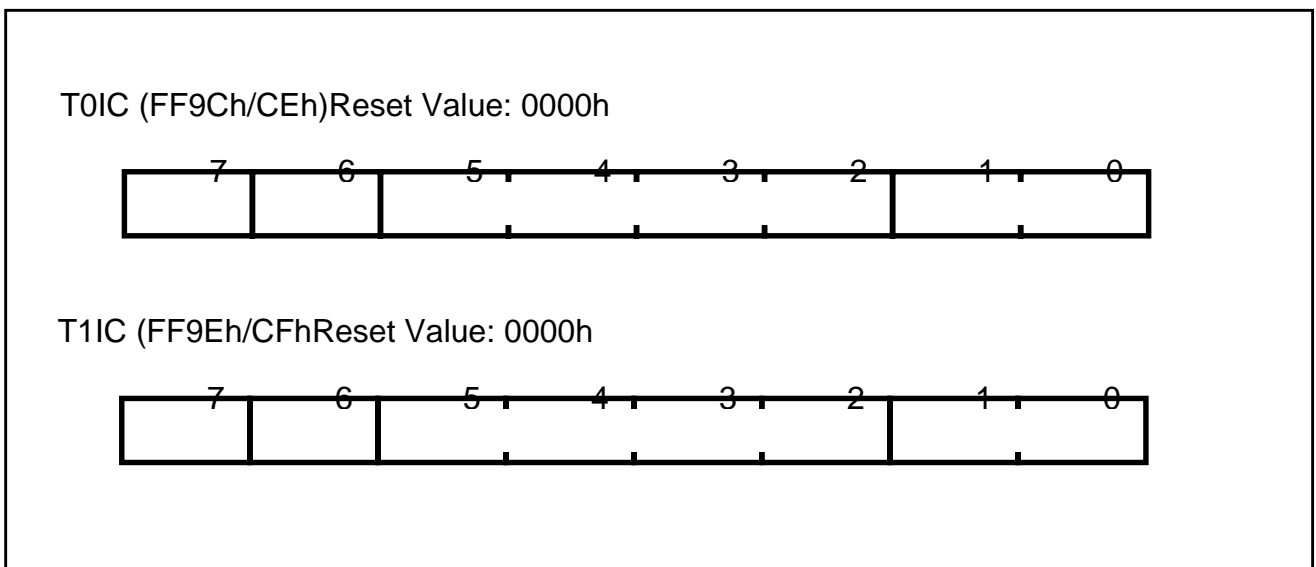 T0IC (FF9Ch/CEh)Reset Value: 0000h
7 6 5 4 3 2 1 0
T1IC (FF9Eh/CFhReset Value: 0000h
7 6 5 4 3 2 1 0